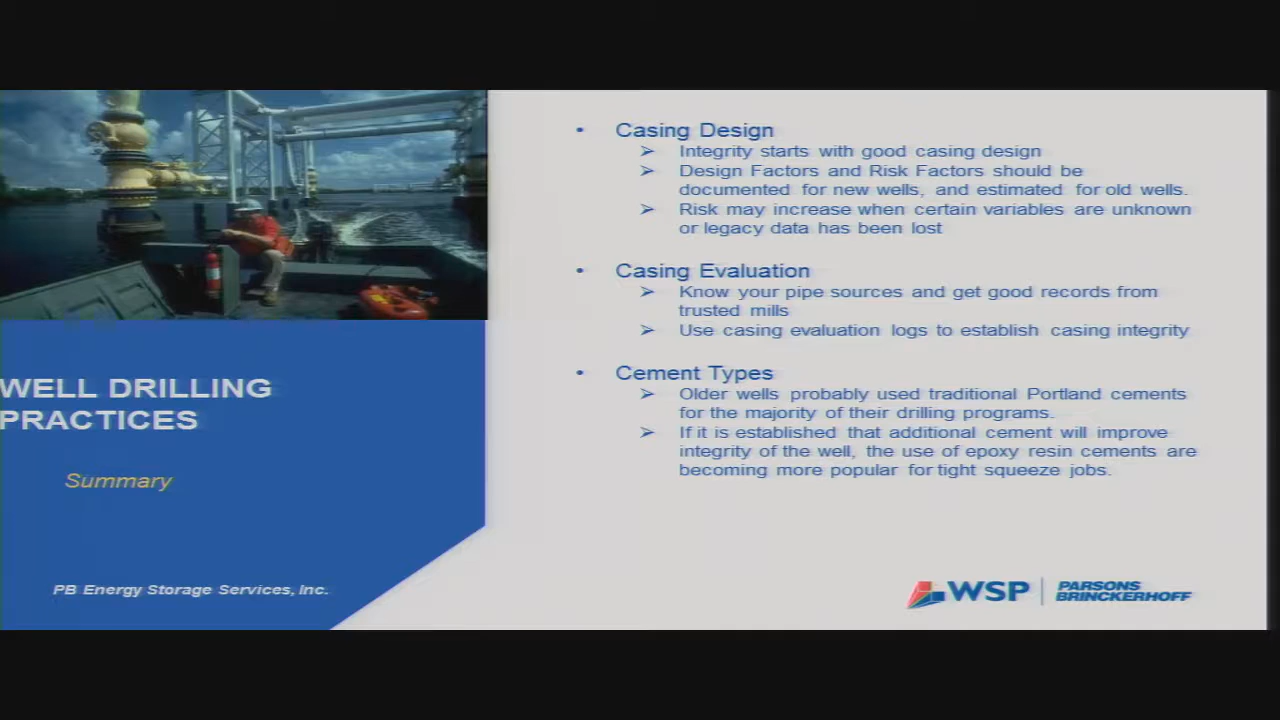 WELL DRILLING
PRACTICES
Summary
PB Energy Storage Services, Inc.
• Casing Design
➢ Integrity starts with good casing design
➢ Design Factors and Risk Factors should be
documented for new wells, and estimated for old wells.
➢ Risk may increase when certain variables are unknown
or legacy data has been lost
• Casing Evaluation
➢ Know your pipe sources and get good records from
trusted mills
➢ Use casing evaluation logs to establish casing integrity
• Cement Types
➢ Older wells probably used traditional Portland cements
for the majority of their drilling programs.
➢ If it is established that additional cement will improve
integrity of the well, the use of epoxy resin cements are
becoming more popular for tight squeeze jobs.
WSP | PARSONS
BRINCKERHOFF